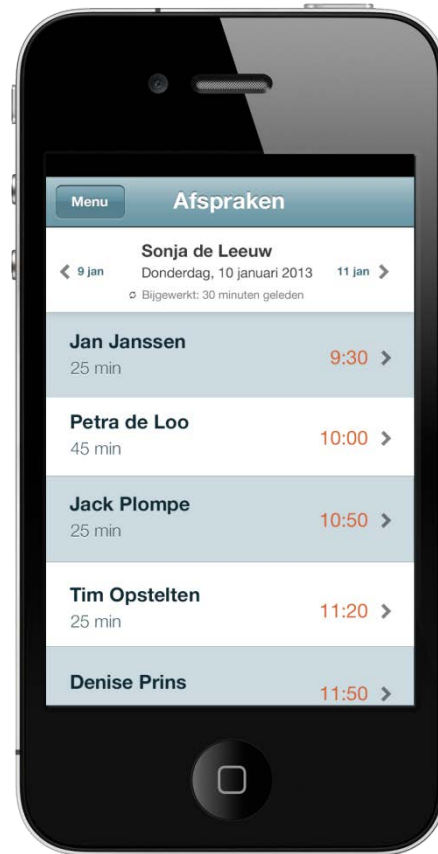 Menu
Afspraken
Sonja de Leeuw
9 jan
Donderdag, 10 januari 2013
11 jan
Bijgewerkt: 30 minuten geleden
Jan Janssen
25 min
9:30
Petra de Loo
45 min
10:00
Jack Plompe
25 min
10:50
Tim Opstelten
25 min
11:20
Denise Prins
11:50